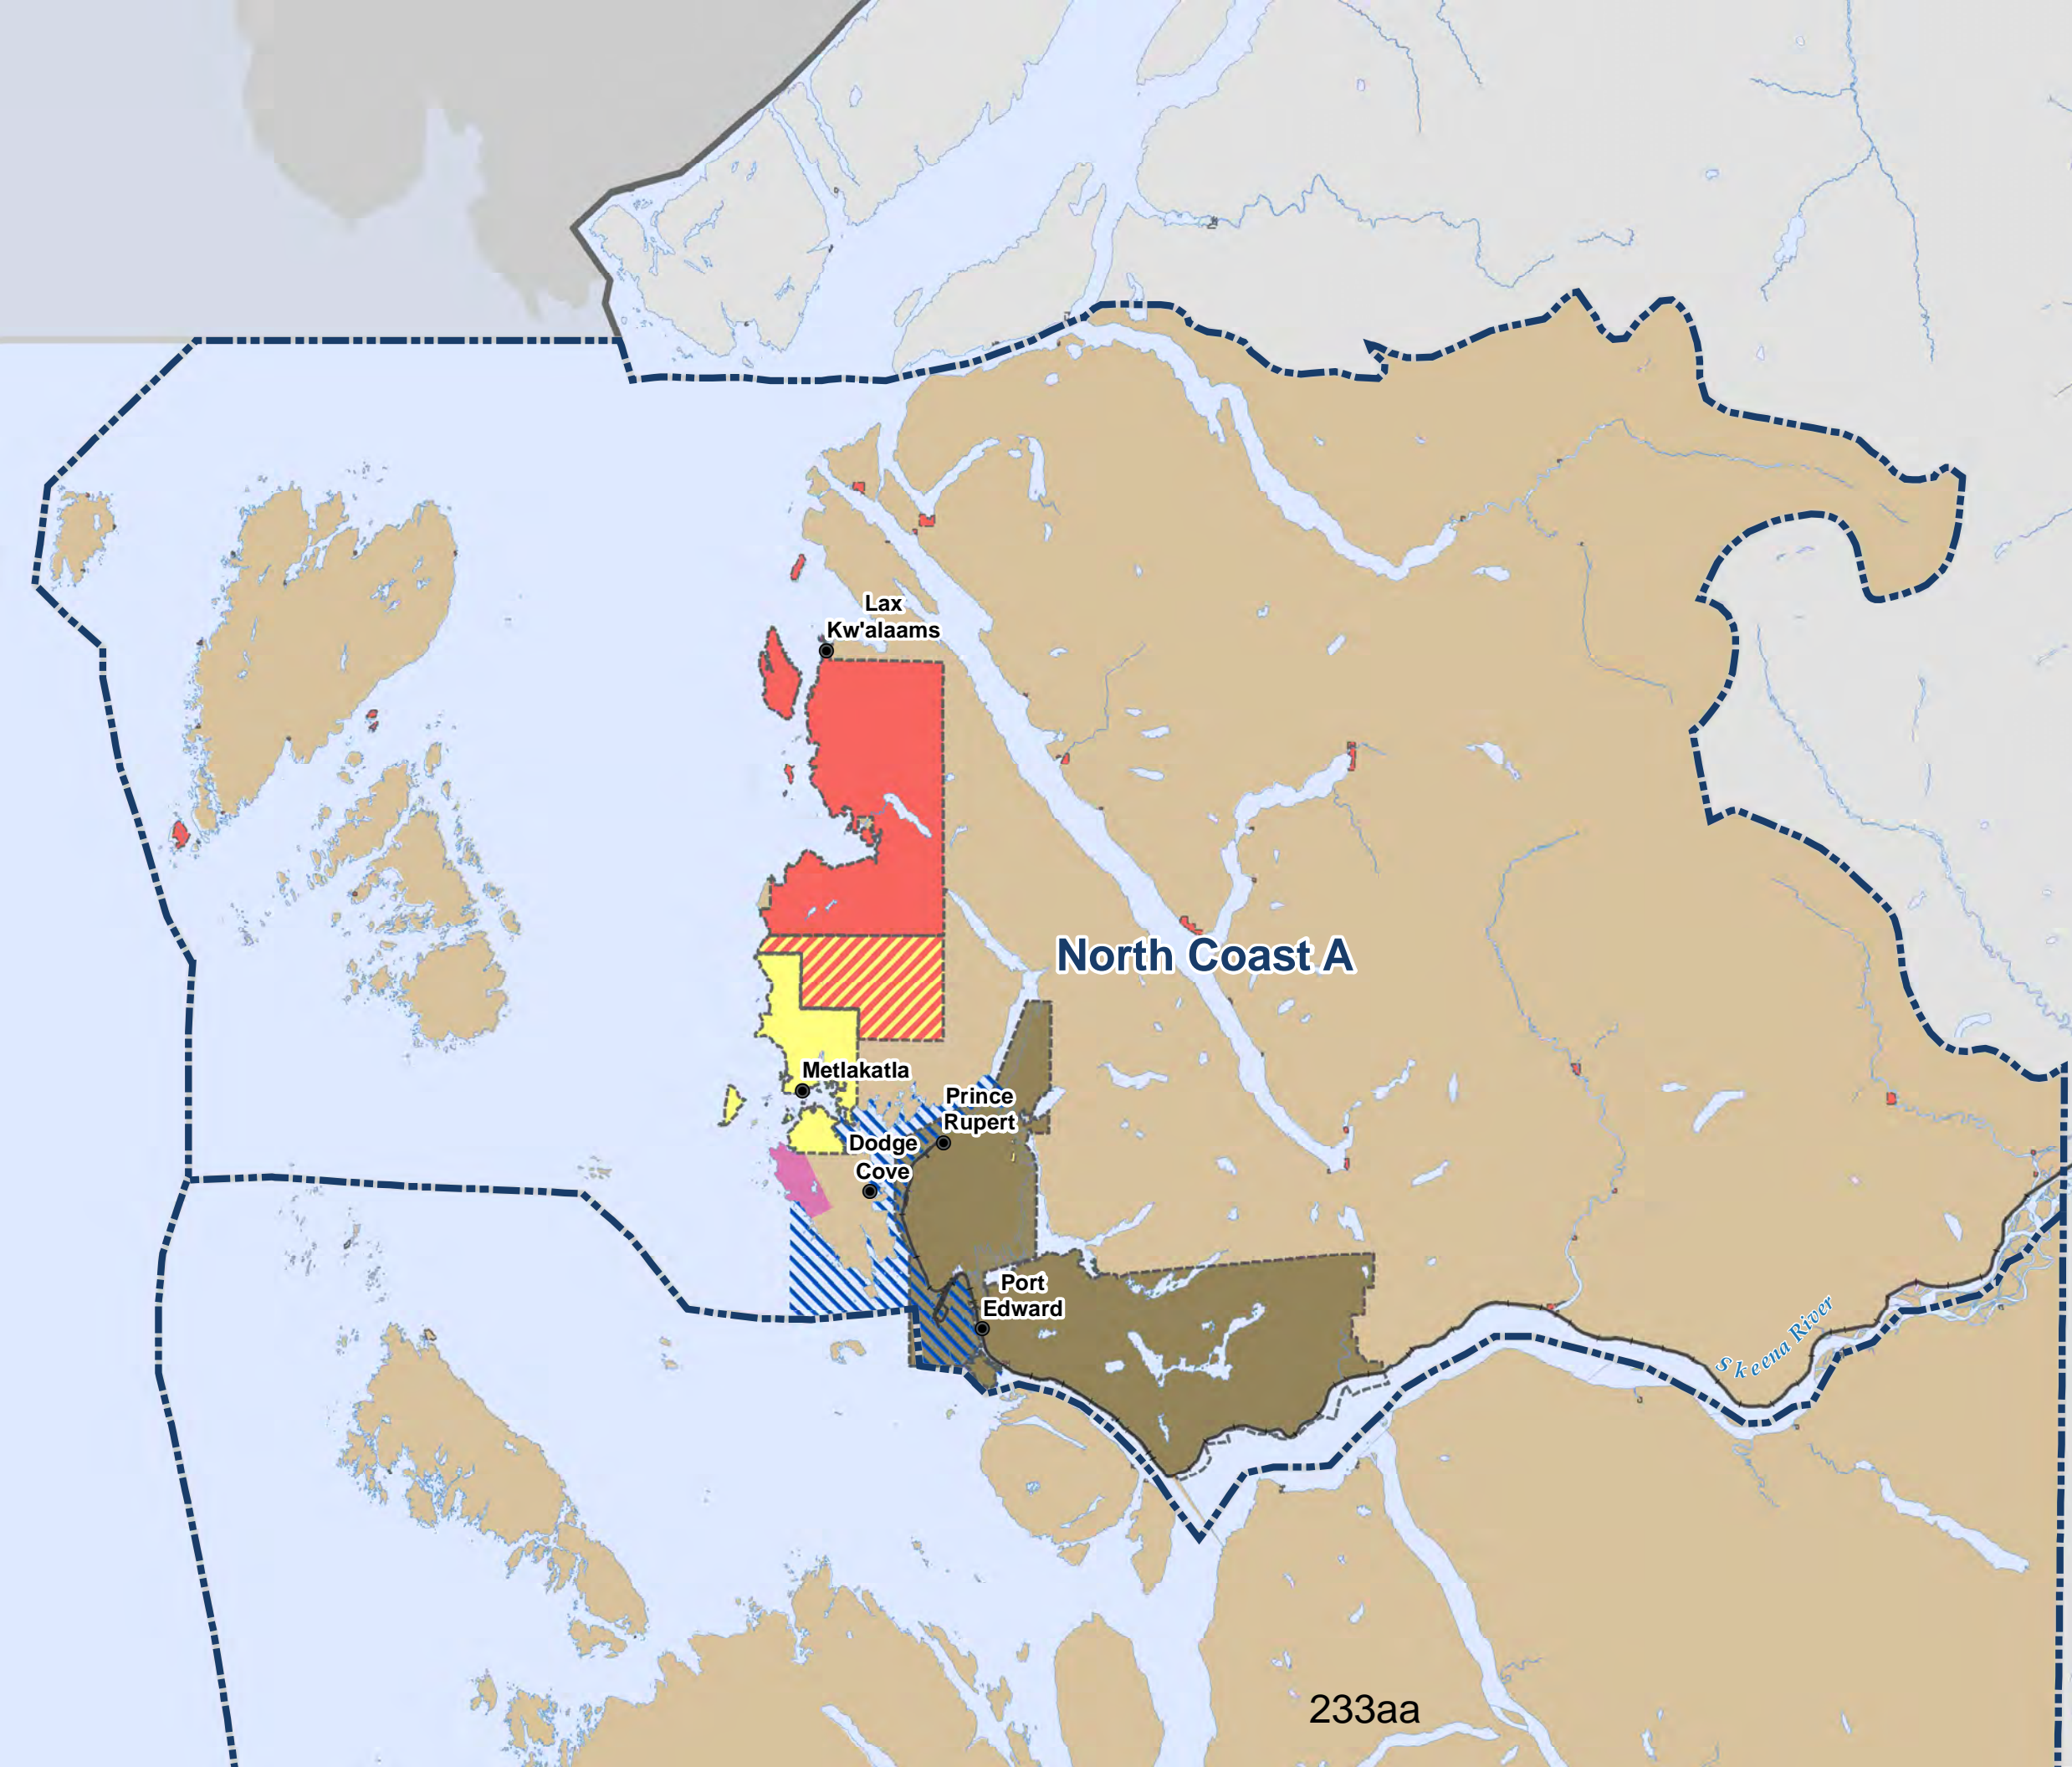 Lax
Kw'alaams
North Coast A
Metlakatla
Prince
Rupert
Dodge
Cove
Port
Edward
Skeena River
233aa